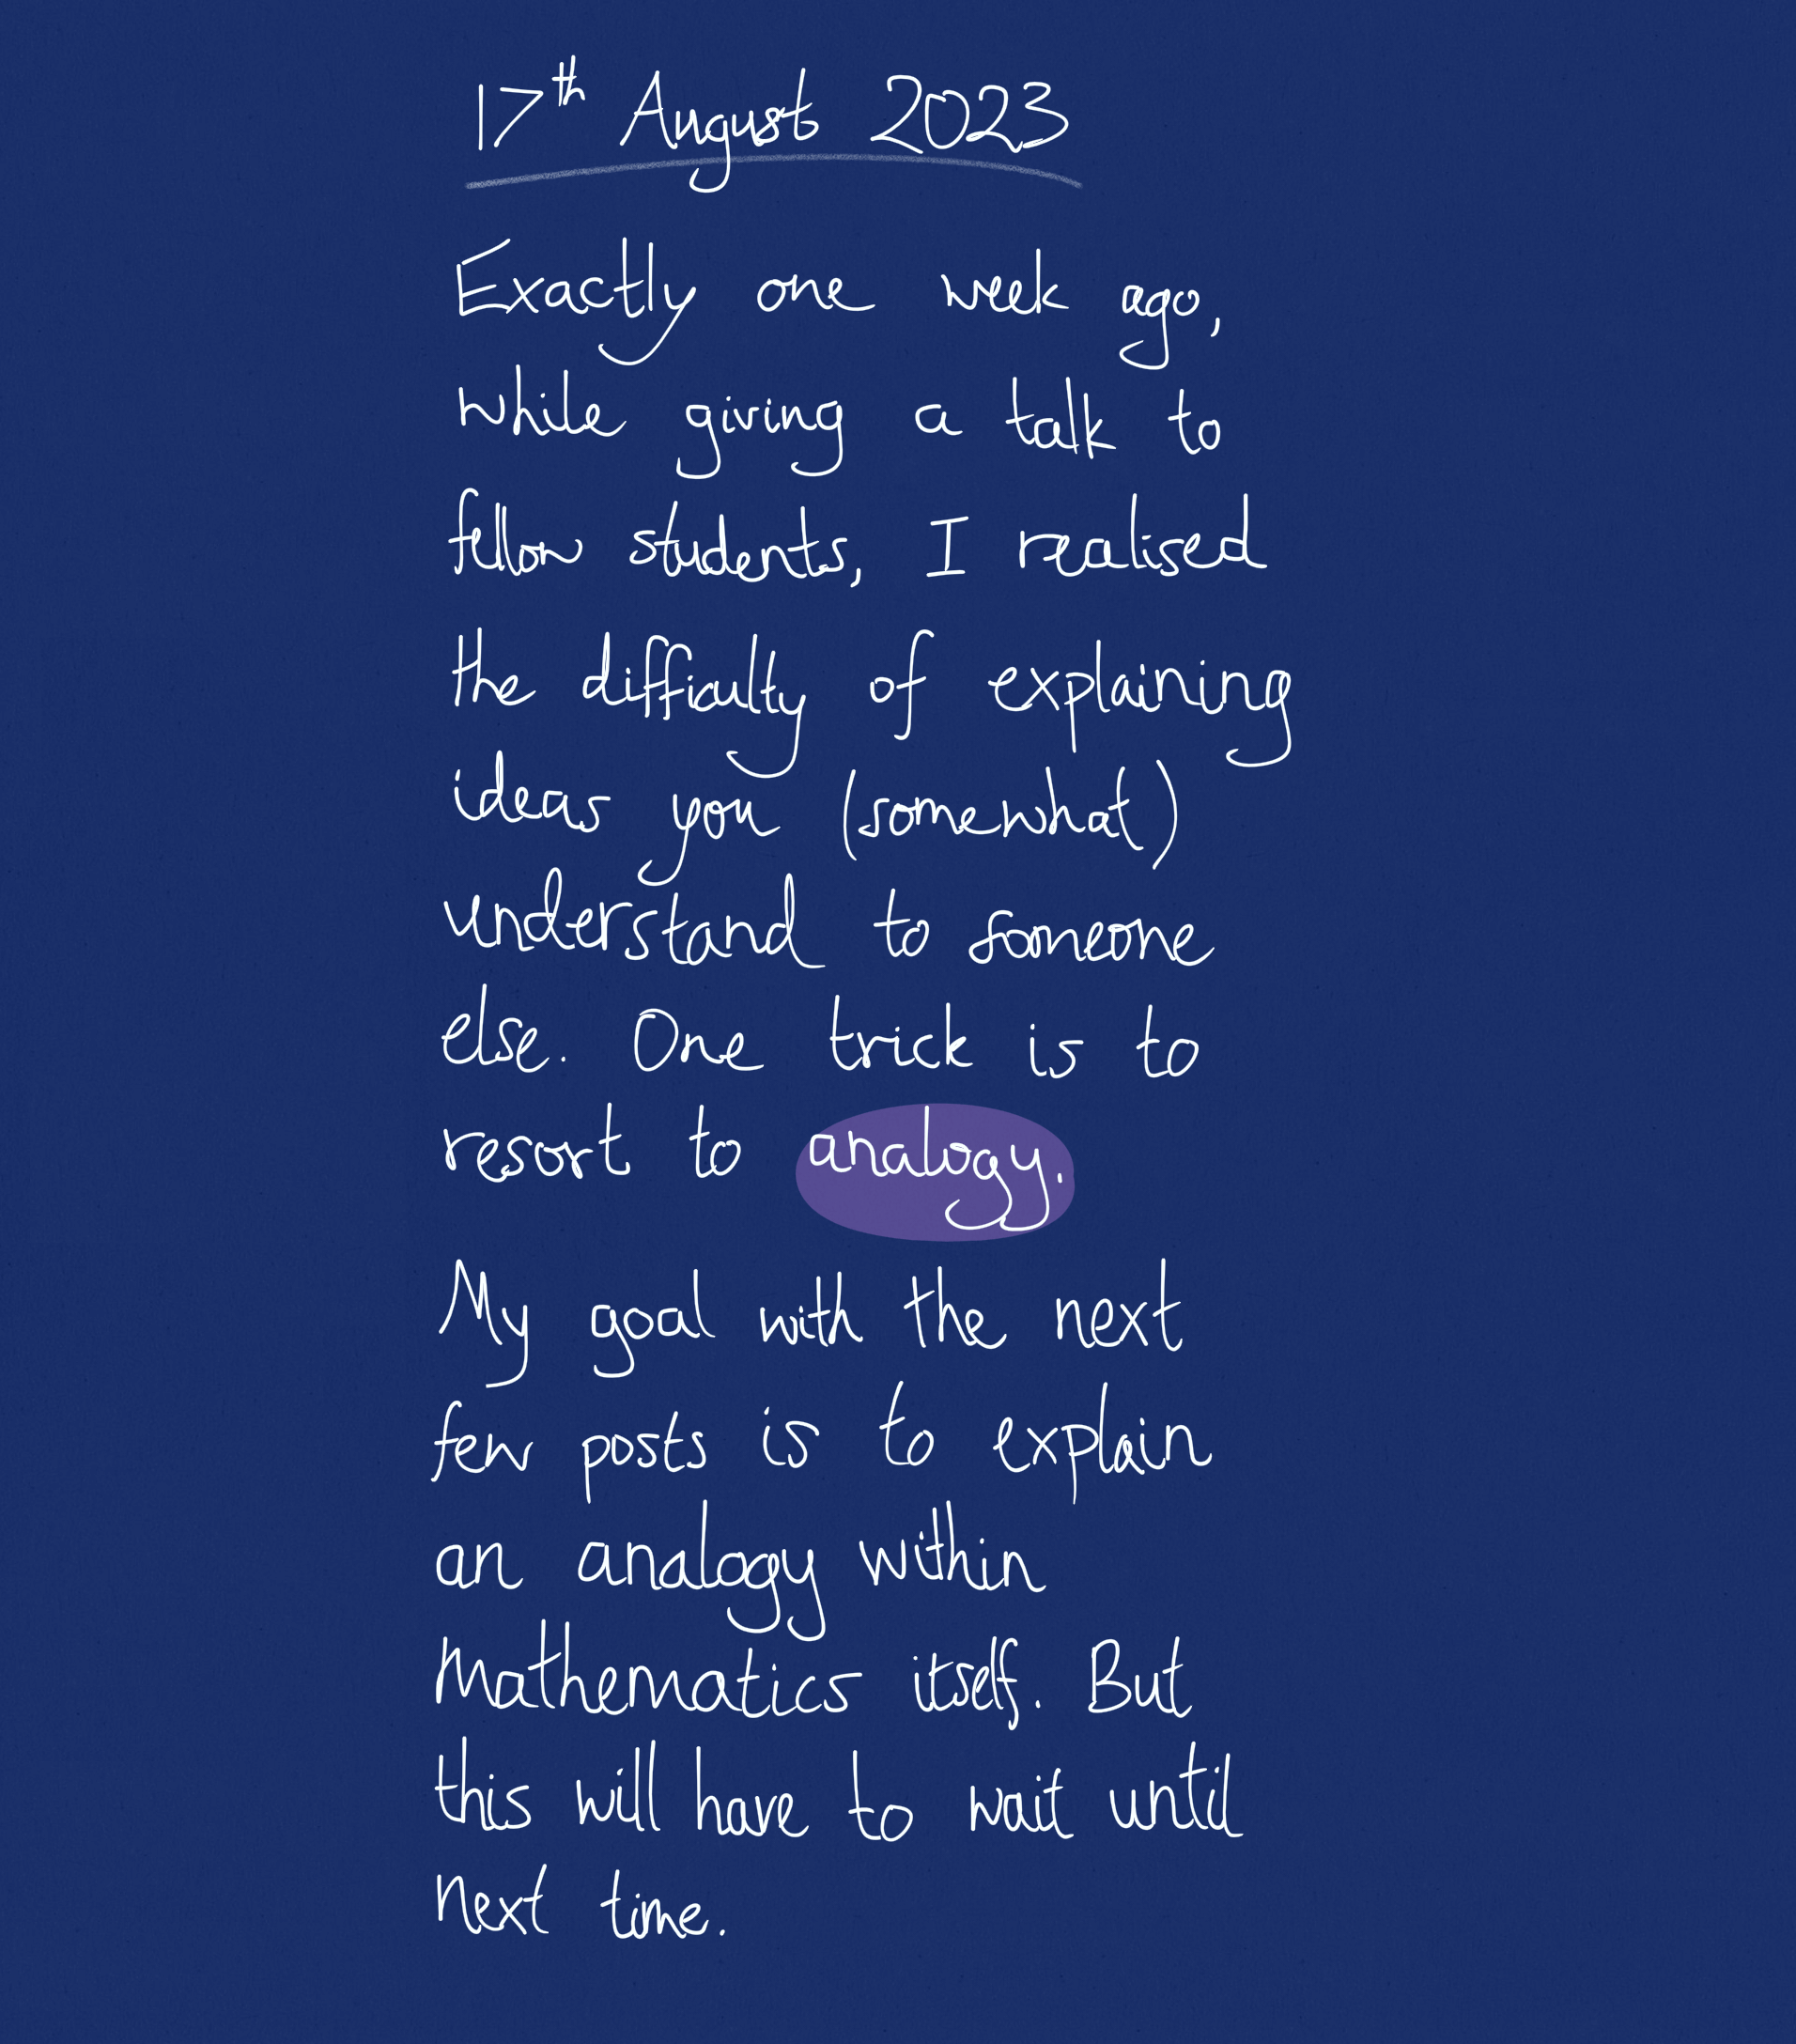 17th August 2023
Exactly one week ago,
while giving a talk to
fellow students, I realised
the difficulty of explaining
ideas you (somewhat)
understand to someone
else. One trick is to
resort to analogy.
My goal with the next
few posts is to explain
an analogy within
Mathematics itself. But
this will have to wait until
next time.